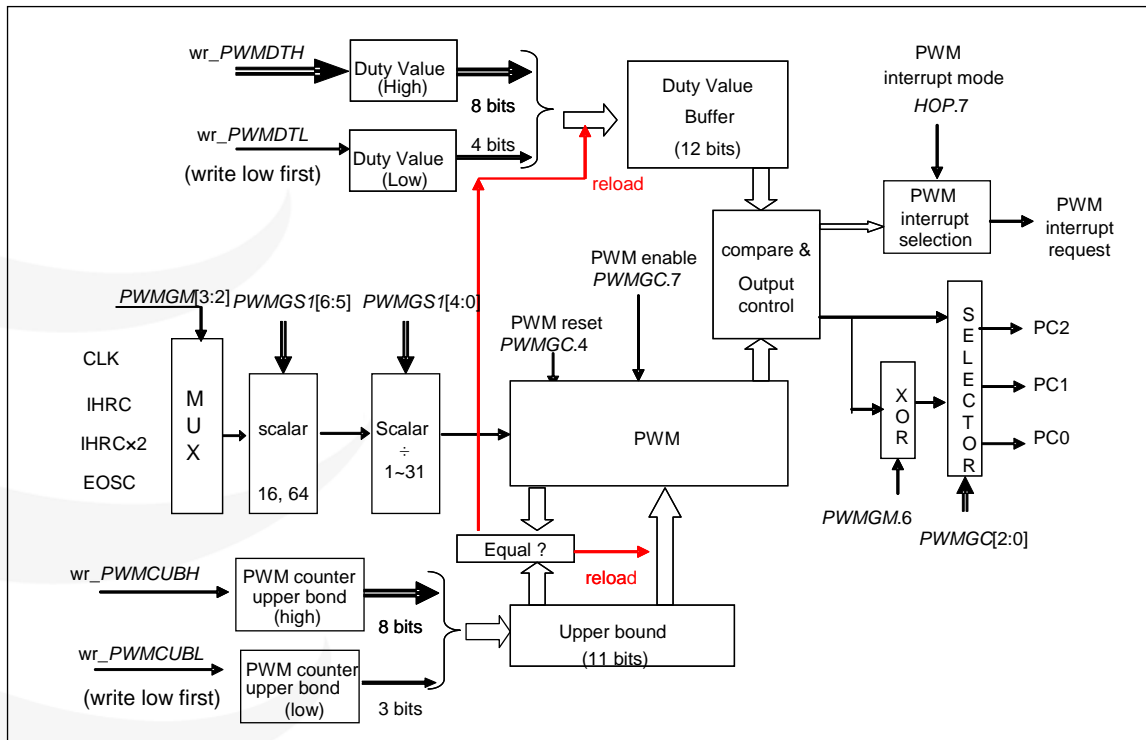 wr_PWMDTH
Duty Value
(High)
8 bits
wr_PWMDTL
(write low first)
Duty Value
(Low)
4 bits
reload
Duty Value
Buffer
(12 bits)
PWM
interrupt mode
HOP.7
PWM
interrupt
selection
PWM
interrupt
request
compare &
Output
control
PWM enable
PWMGC.7
PWM reset
PWMGC.4
PWMGM[3:2]
PWMGS1[6:5]
PWMGS1[4:0]
CLK
IHRC
IHRC×2
EOSC
MUX
scalar
16, 64
Scalar
÷
1~31
PWM
XOR
SELECTOR
PC2
PC1
PC0
PWMGM.6
PWMGC[2:0]
Equal ?
reload
wr_PWMCUBH
PWM counter
upper bond
(high)
8 bits
wr_PWMCUBL
(write low first)
PWM counter
upper bond
(low)
3 bits
Upper bound
(11 bits)